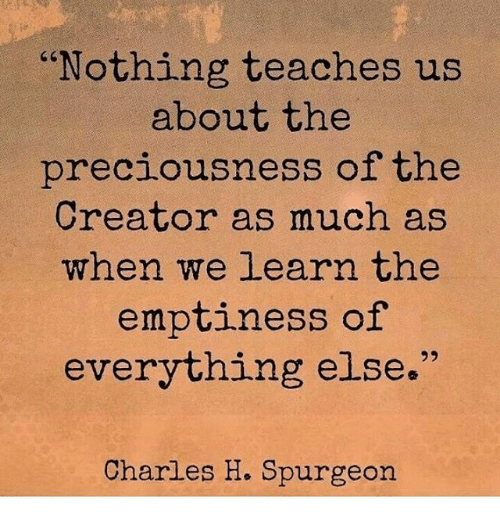 “Nothing teaches us
about the
preciousness of the
Creator as much as
when we learn the
emptiness of
everything else.”
Charles H. Spurgeon